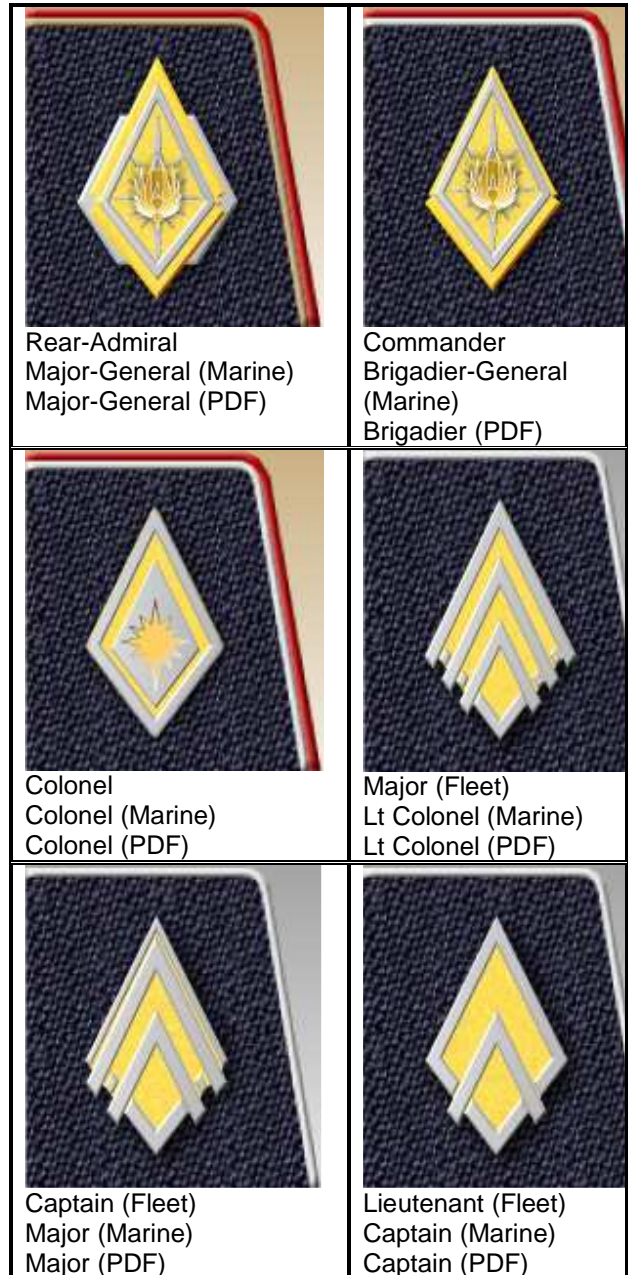 Rear-Admiral
Major-General (Marine)
Major-General (PDF)
Commander
Brigadier-General
(Marine)
Brigadier (PDF)
Colonel
Colonel (Marine)
Colonel (PDF)
Major (Fleet)
Lt Colonel (Marine)
Lt Colonel (PDF)
Captain (Fleet)
Major (Marine)
Major (PDF)
Lieutenant (Fleet)
Captain (Marine)
Captain (PDF)